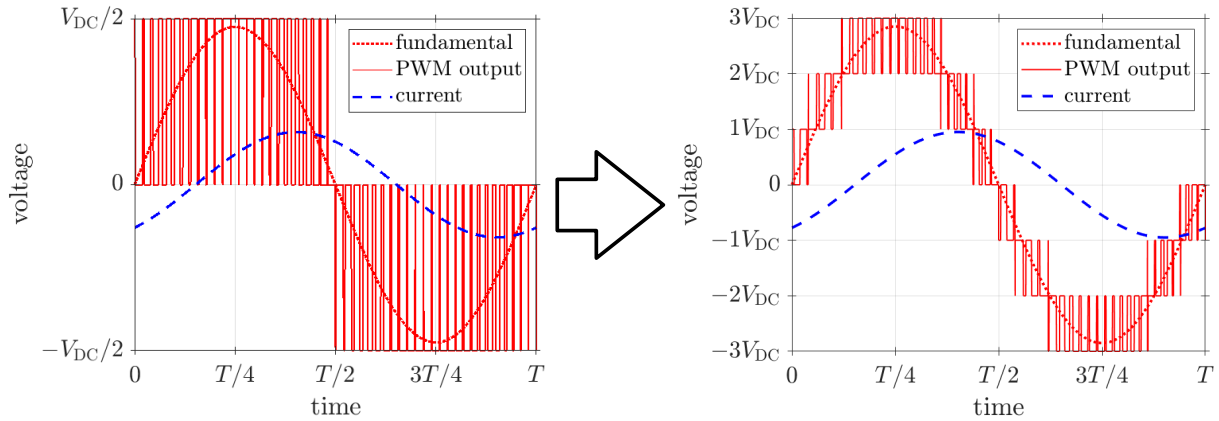 V_DC/2
0
−V_DC/2
voltage
0
T/4
T/2
3T/4
T
time
fundamental
PWM output
current
3V_DC
2V_DC
1V_DC
0
−1V_DC
−2V_DC
−3V_DC
voltage
0
T/4
T/2
3T/4
T
time
fundamental
PWM output
current